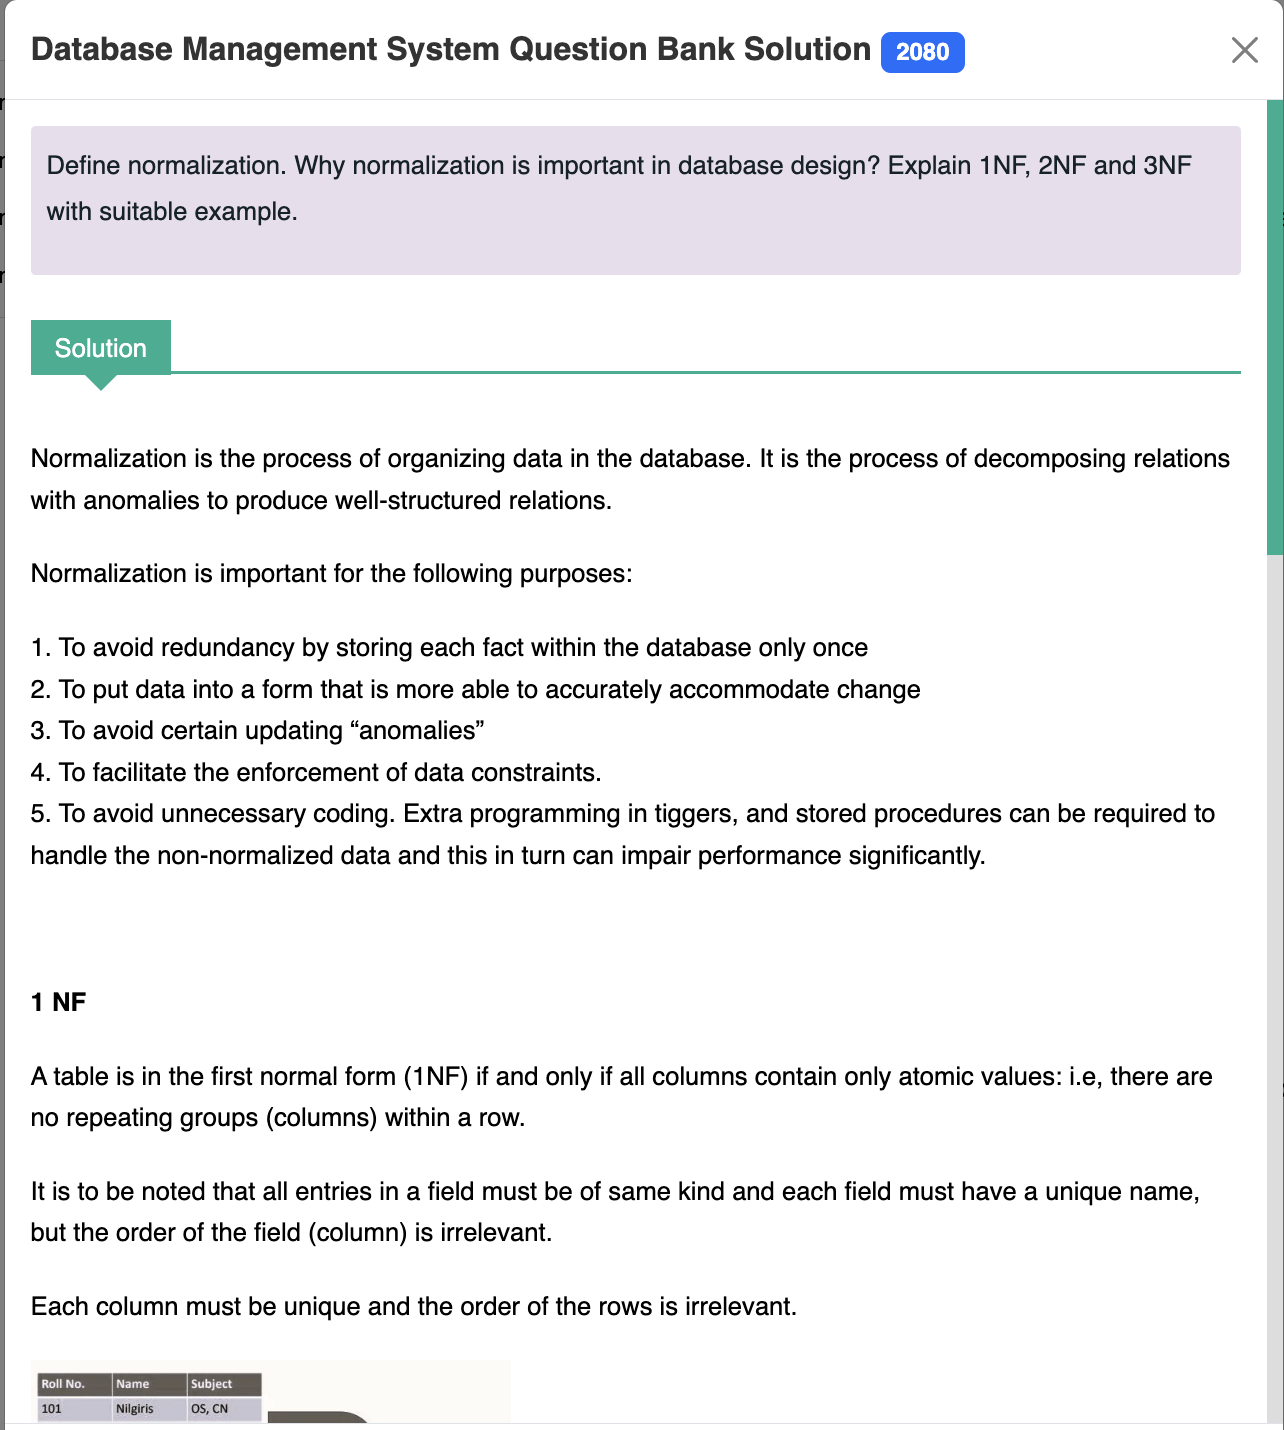 Database Management System Question Bank Solution 2080
Define normalization. Why normalization is important in database design? Explain 1NF, 2NF and 3NF
with suitable example.
Solution
Normalization is the process of organizing data in the database. It is the process of decomposing relations
with anomalies to produce well-structured relations.
Normalization is important for the following purposes:
1. To avoid redundancy by storing each fact within the database only once
2. To put data into a form that is more able to accurately accommodate change
3. To avoid certain updating “anomalies”
4. To facilitate the enforcement of data constraints.
5. To avoid unnecessary coding. Extra programming in tiggers, and stored procedures can be required to
handle the non-normalized data and this in turn can impair performance significantly.
1 NF
A table is in the first normal form (1NF) if and only if all columns contain only atomic values: i.e, there are
no repeating groups (columns) within a row.
It is to be noted that all entries in a field must be of same kind and each field must have a unique name,
but the order of the field (column) is irrelevant.
Each column must be unique and the order of the rows is irrelevant.
Roll No. Name Subject
101 Nilgiris OS, CN